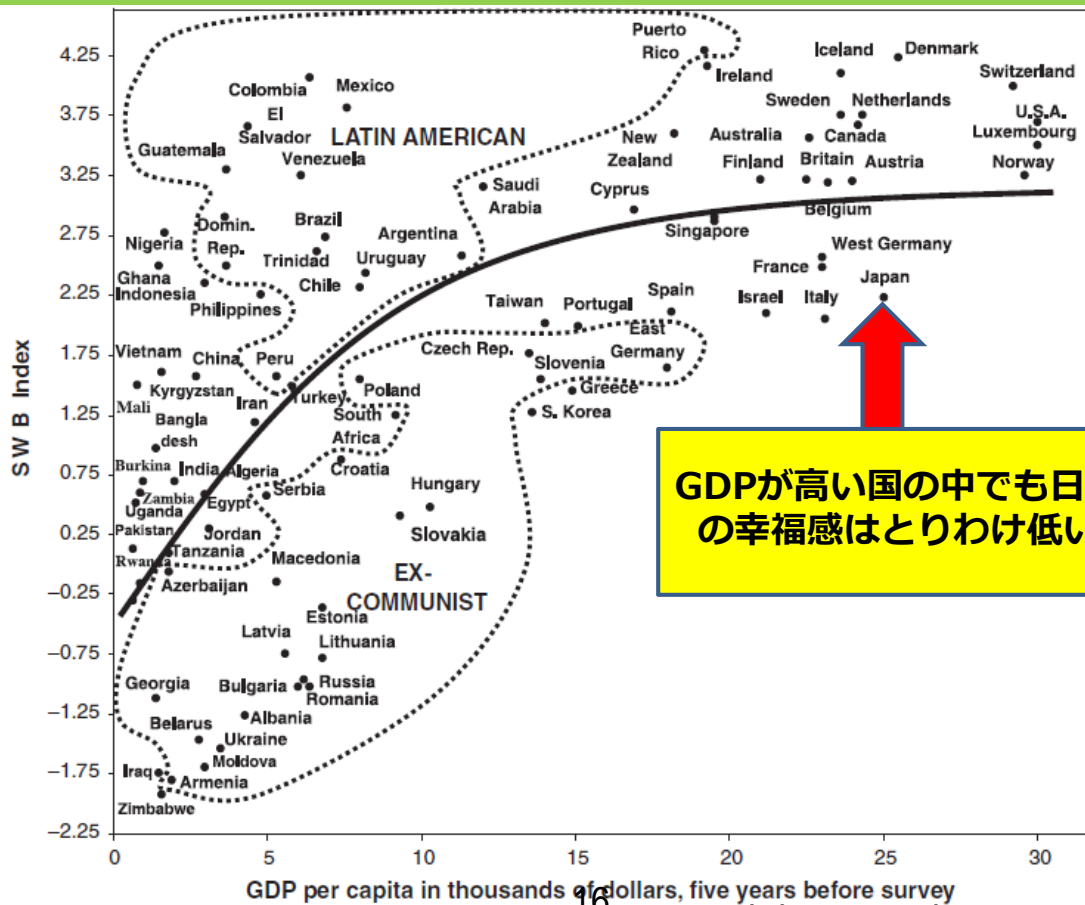 4.25
3.75
3.25
2.75
2.25
1.75
1.25
0.75
0.25
−0.25
−0.75
−1.25
−1.75
−2.25
SW B Index
Puerto
Rico
Iceland
Denmark
Ireland
Switzerland
Colombia
Mexico
El
Salvador
LATIN AMERICAN
Sweden
Netherlands
U.S.A.
Canada
Luxembourg
New
Zealand
Australia
Guatemala
Venezuela
Finland
Britain
Austria
Norway
Saudi
Arabia
Cyprus
Belgium
Domin.
Rep.
Brazil
Nigeria
Trinidad
Argentina
Uruguay
Singapore
West Germany
France
Ghana
Indonesia
Chile
Japan
Philippines
Taiwan
Portugal
Spain
Israel
Italy
East
Germany
Vietnam
China
Peru
Czech Rep.
Slovenia
Kyrgyzstan
Turkey
Poland
Greece
Mali
Iran
S. Korea
Bangla
desh
South
Africa
Burkina
India
Algeria
Croatia
Zambia
Egypt
Serbia
Hungary
Uganda
Pakistan
Jordan
Slovakia
Rwanda
Tanzania
Macedonia
Azerbaijan
EX-
COMMUNIST
Estonia
Latvia
Lithuania
Georgia
Bulgaria
Russia
Romania
Belarus
Albania
Ukraine
Moldova
Iraq
Armenia
Zimbabwe
GDPが高い国の中でも日
の幸福感はとりわけ低い
0 5 10 15 20 25 30
GDP per capita in thousands of dollars, five years before survey
16